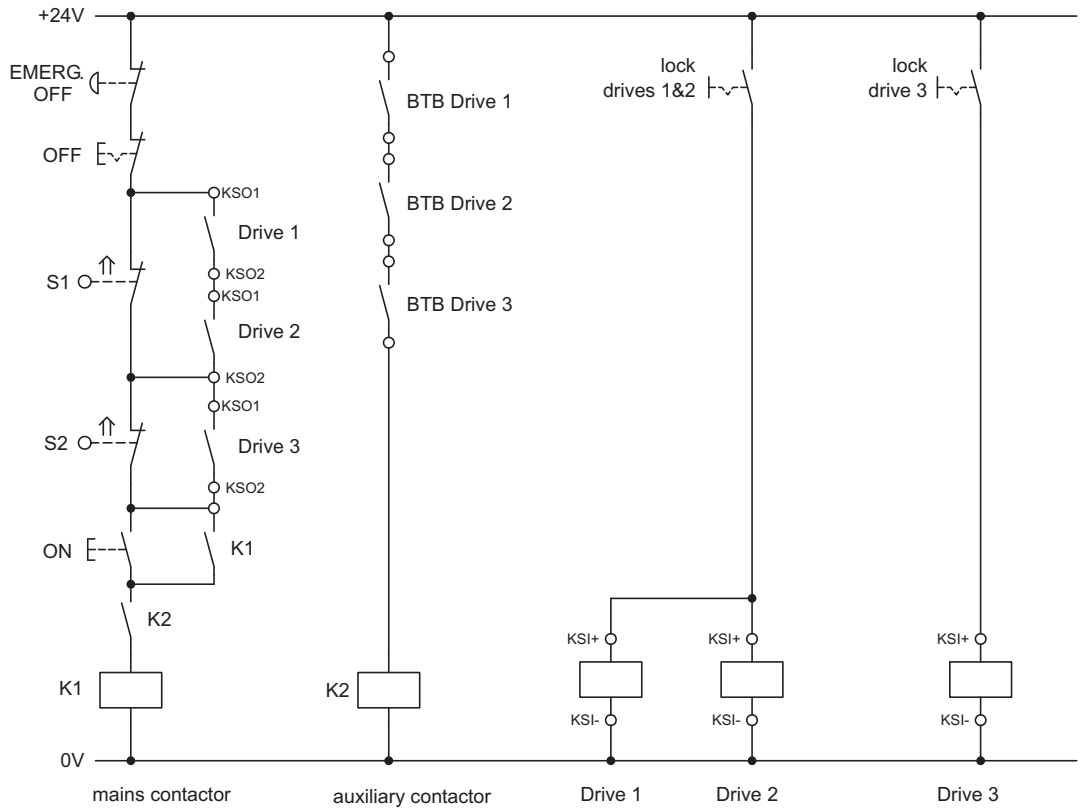 +24V
EMERG.
OFF
OFF
KSO1
Drive 1
S1
KSO2
KSO1
Drive 2
KSO2
KSO1
S2
Drive 3
KSO2
ON
K1
K2
K1
0V
mains contactor
BTB Drive 1
BTB Drive 2
BTB Drive 3
K2
auxiliary contactor
lock
drives 1&2
KSI+
KSI-
Drive 1
KSI+
KSI-
Drive 2
lock
drive 3
KSI+
KSI-
Drive 3